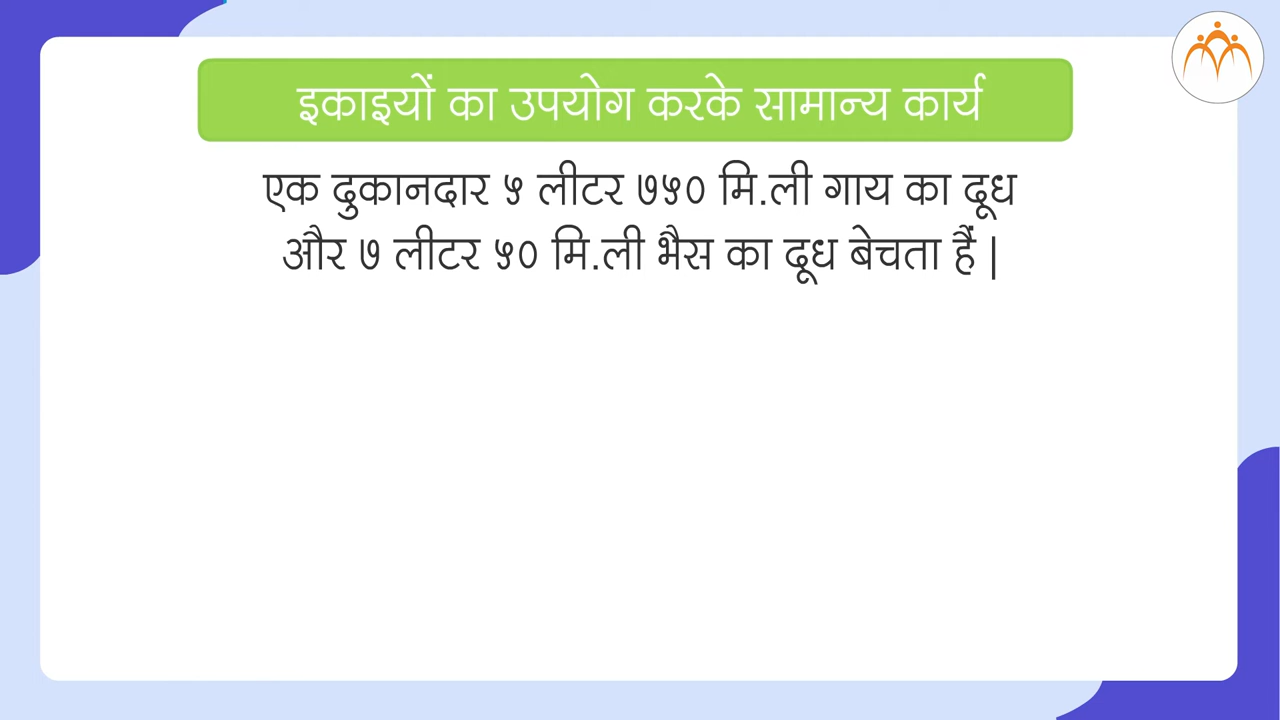 इकाइयों का उपयोग करके सामान्य कार्य
एक दुकानदार ५ लीटर ७५० मि.ली गाय का दूध
और ७ लीटर ५० मि.ली भैस का दूध बेचता हैं |